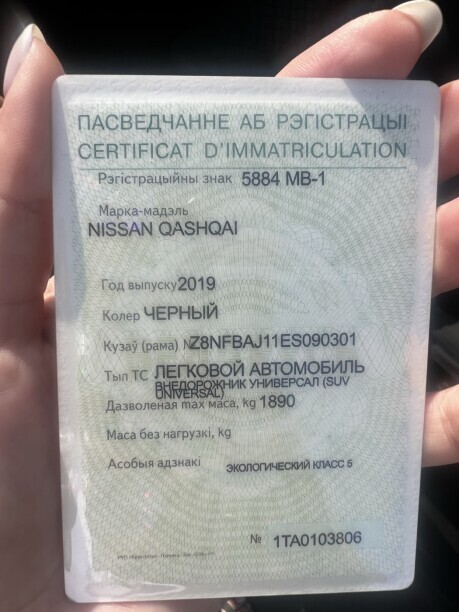 ПАСВЕДЧАННЕ АБ РЭГІСТРАЦЫІ
CERTIFICAT D'IMMATRICULATION
Рэгістрацыйны знак 5884 MB-1
Марка-мадэль
NISSAN QASHQAI
Год выпуску 2019
Колер ЧЕРНЫЙ
Кузаў (рама) № Z8NFBAJ11ES090301
Тып ТС ЛЕГКОВОЙ АВТОМОБИЛЬ
ВНЕДОРОЖНИК УНИВЕРСАЛ (SUV
UNIVERSAL)
Дазволеная max маса, kg 1890
Маса без нагрузкі, kg
Асобыя адзнакі ЭКОЛОГИЧЕСКИЙ КЛАСС 5
№ 1TA0103806